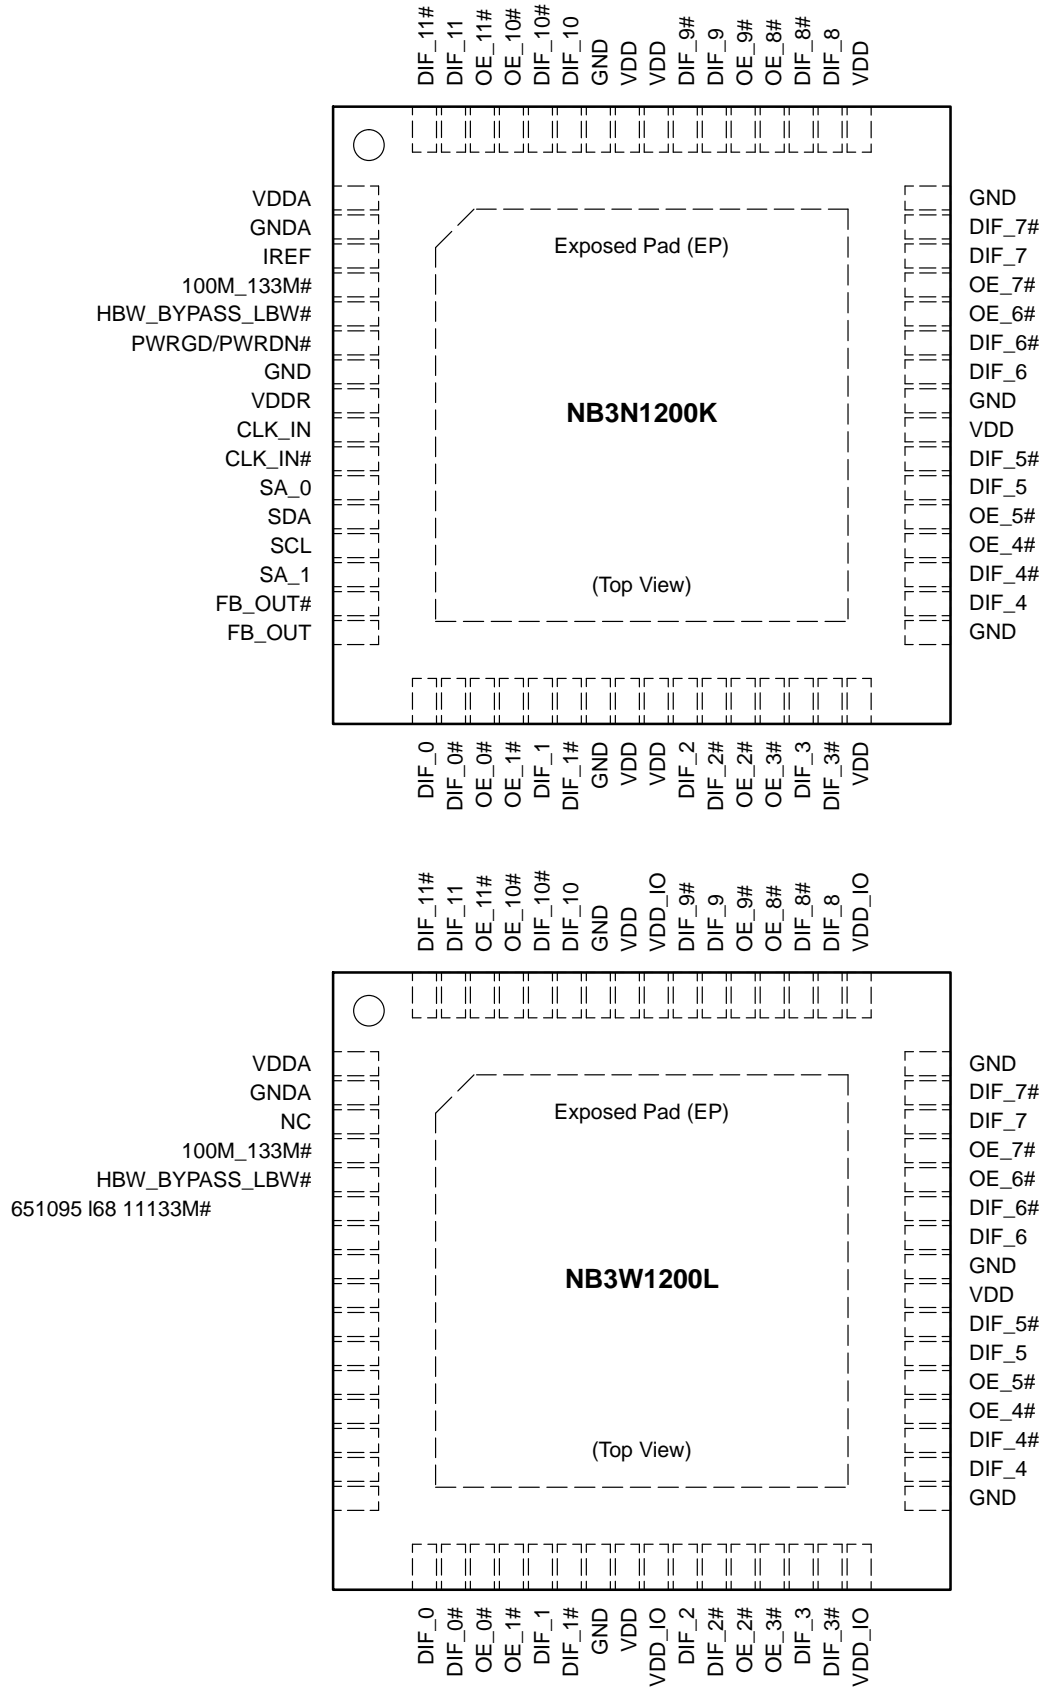 DIF_11#
DIF_11
OE_11#
OE_10#
DIF_10#
DIF_10
GND
VDD
VDD
DIF_9#
DIF_9
OE_9#
OE_8#
DIF_8#
DIF_8
VDD
VDDA
GNDA
IREF
100M_133M#
HBW_BYPASS_LBW#
PWRGD/PWRDN#
GND
VDDR
CLK_IN
CLK_IN#
SA_0
SDA
SCL
SA_1
FB_OUT#
FB_OUT
Exposed Pad (EP)
NB3N1200K
(Top View)
GND
DIF_7#
DIF_7
OE_7#
OE_6#
DIF_6#
DIF_6
GND
VDD
DIF_5#
DIF_5
OE_5#
OE_4#
DIF_4#
DIF_4
GND
DIF_0
DIF_0#
OE_0#
OE_1#
DIF_1
DIF_1#
GND
VDD
VDD
DIF_2
DIF_2#
OE_2#
OE_3#
DIF_3
DIF_3#
VDD
DIF_11#
DIF_11
OE_11#
OE_10#
DIF_10#
DIF_10
GND
VDD
VDD_IO
DIF_9#
DIF_9
OE_9#
OE_8#
DIF_8#
DIF_8
VDD_IO
VDDA
GNDA
NC
100M_133M#
HBW_BYPASS_LBW#
651095 l68 11133M#
Exposed Pad (EP)
NB3W1200L
(Top View)
GND
DIF_7#
DIF_7
OE_7#
OE_6#
DIF_6#
DIF_6
GND
VDD
DIF_5#
DIF_5
OE_5#
OE_4#
DIF_4#
DIF_4
GND
DIF_0
DIF_0#
OE_0#
OE_1#
DIF_1
DIF_1#
GND
VDD
VDD_IO
DIF_2
DIF_2#
OE_2#
OE_3#
DIF_3
DIF_3#
VDD_IO